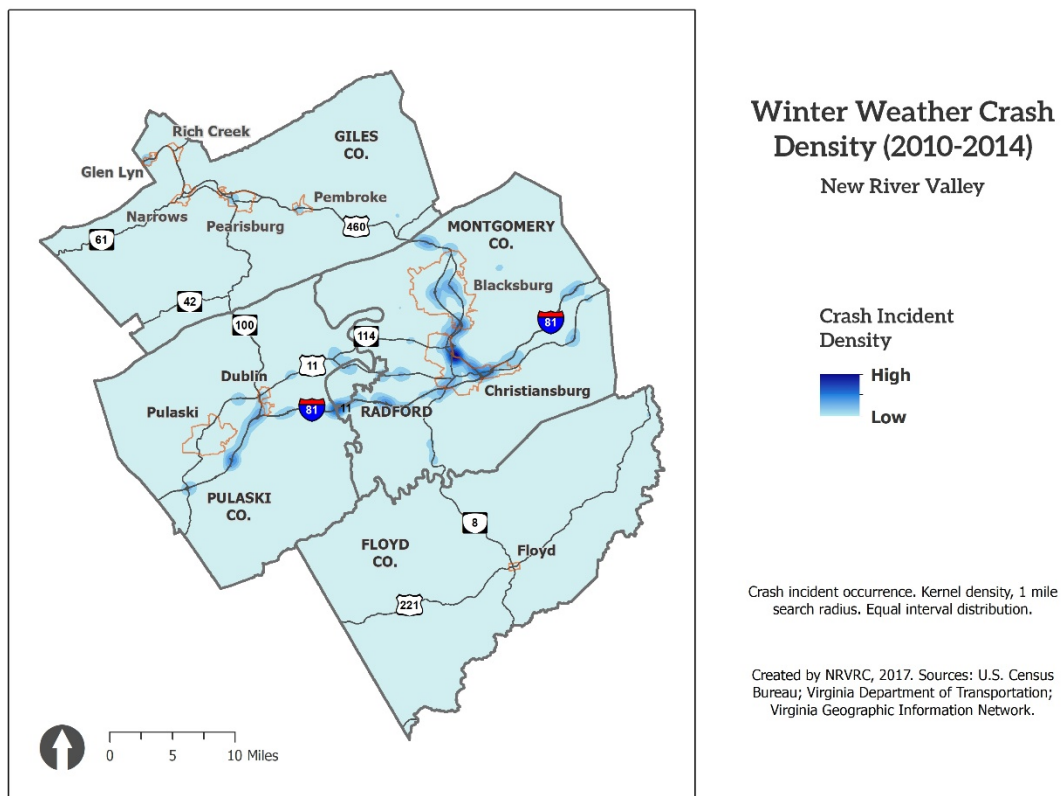 Winter Weather Crash
Density (2010-2014)
New River Valley
Rich Creek
GILES
CO.
Glen Lyn
Pembroke
Narrows
Pearisburg
460
MONTGOMERY
CO.
61
Blacksburg
42
81
100
114
11
Dublin
Christiansburg
Pulaski
81
11
RADFORD
PULASKI
CO.
8
FLOYD
CO.
Floyd
221
Crash Incident
Density
High
Low
Crash incident occurrence. Kernel density, 1 mile
search radius. Equal interval distribution.
Created by NRVRC, 2017. Sources: U.S. Census
Bureau; Virginia Department of Transportation;
Virginia Geographic Information Network.
0 5 10 Miles